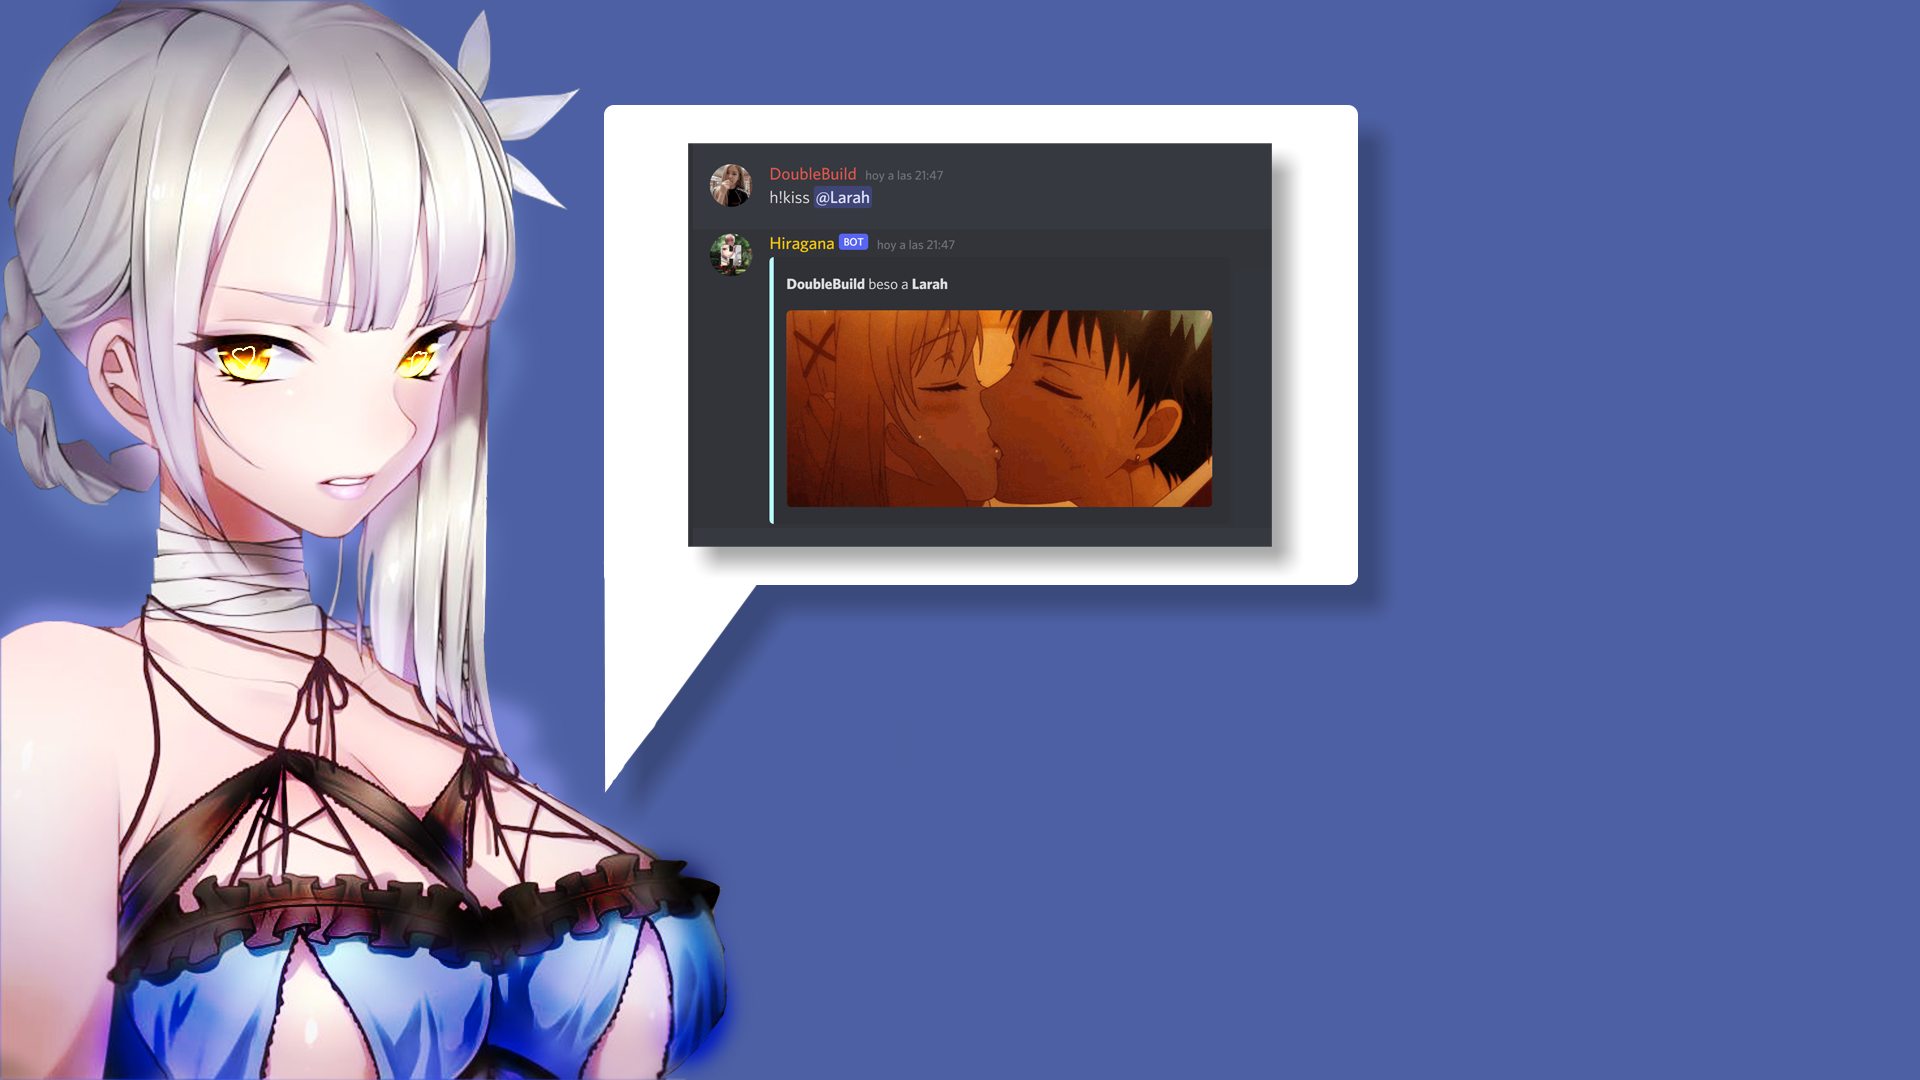 DoubleBuild hoy a las 21:47
h!kiss @Larah
Hiragana BOT hoy a las 21:47
DoubleBuild beso a Larah